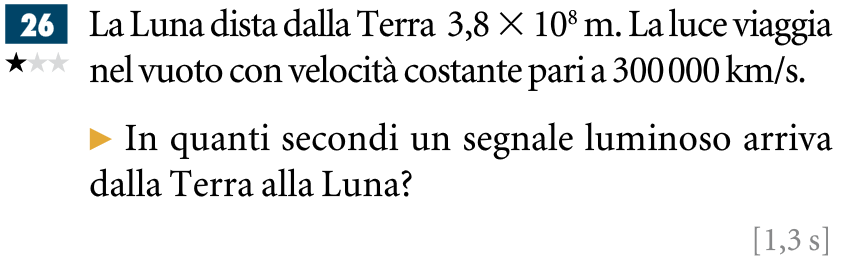 26 La Luna dista dalla Terra 3,8 × 10⁸ m. La luce viaggia
nel vuoto con velocità costante pari a 300 000 km/s.
▶ In quanti secondi un segnale luminoso arriva
dalla Terra alla Luna?
[1,3 s]